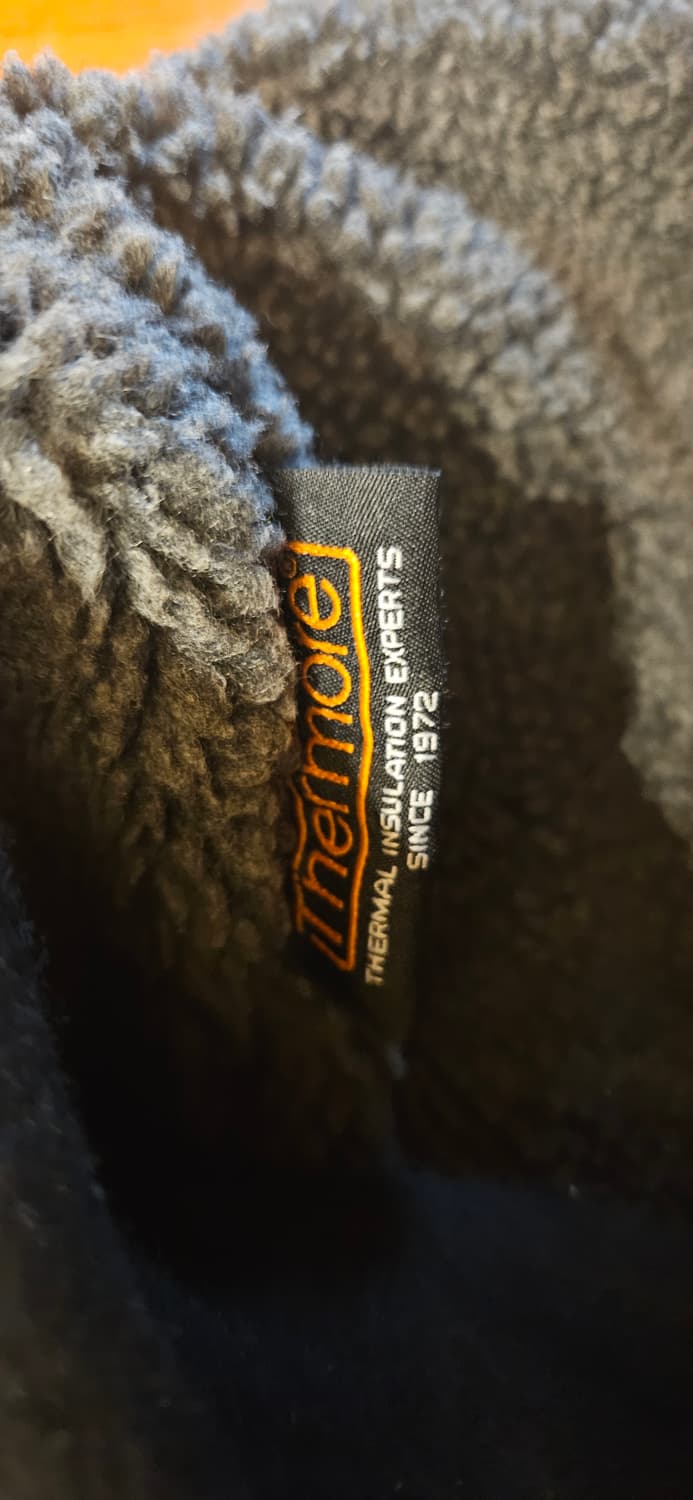 Thermore®
THERMAL INSULATION EXPERTS
SINCE 1972